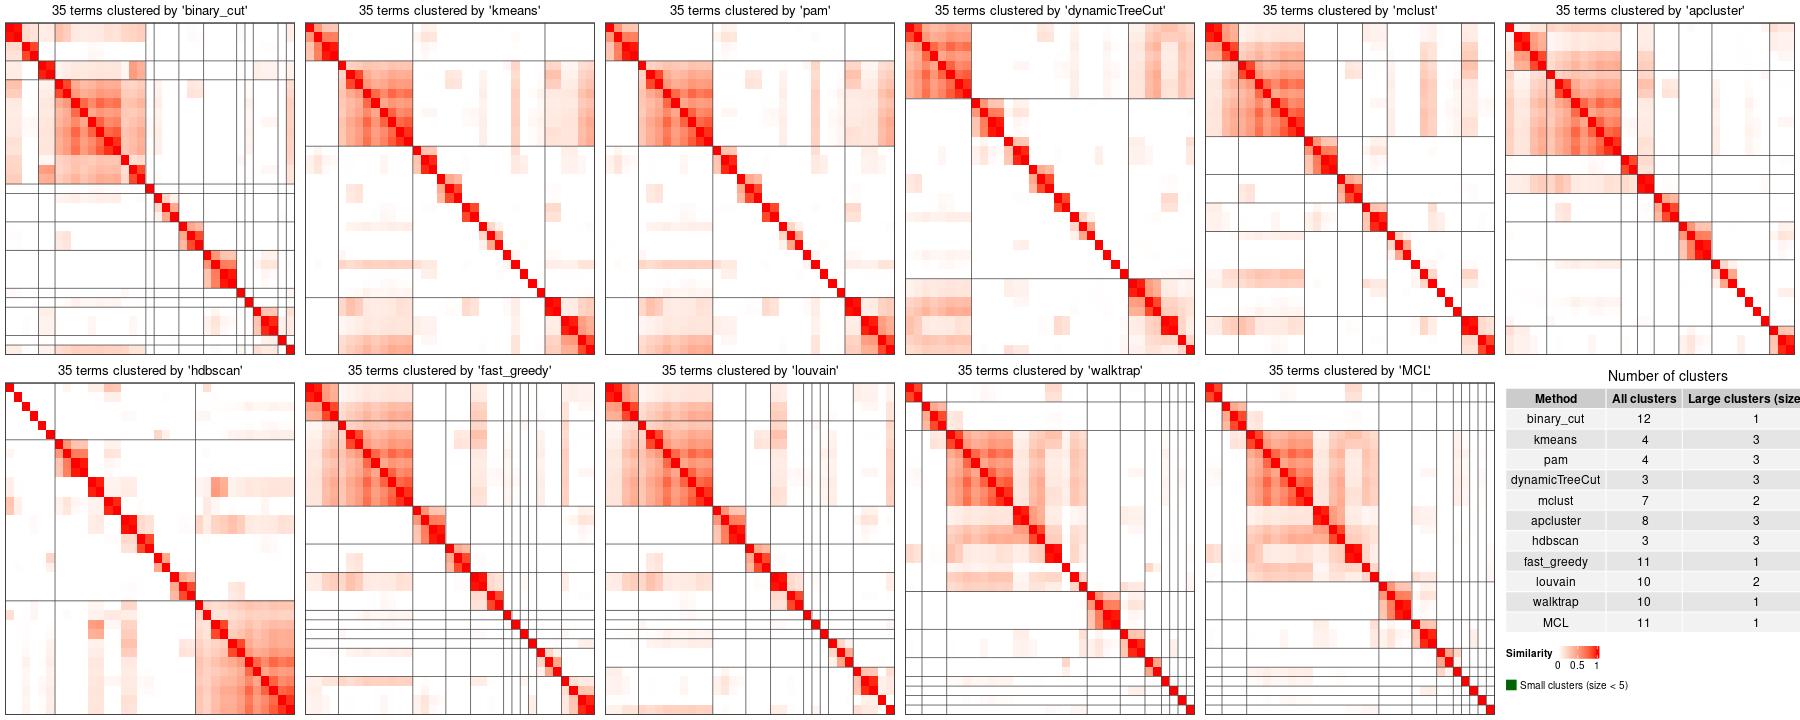 35 terms clustered by 'binary_cut'
35 terms clustered by 'kmeans'
35 terms clustered by 'pam'
35 terms clustered by 'dynamicTreeCut'
35 terms clustered by 'mclust'
35 terms clustered by 'apcluster'
35 terms clustered by 'hdbscan'
35 terms clustered by 'fast_greedy'
35 terms clustered by 'louvain'
35 terms clustered by 'walktrap'
35 terms clustered by 'MCL'
Number of clusters
Method All clusters Large clusters (size
binary_cut 12 1
kmeans 4 3
pam 4 3
dynamicTreeCut 3 3
mclust 7 2
apcluster 8 3
hdbscan 3 3
fast_greedy 11 1
louvain 10 2
walktrap 10 1
MCL 11 1
Similarity
0 0.5 1
Small clusters (size < 5)